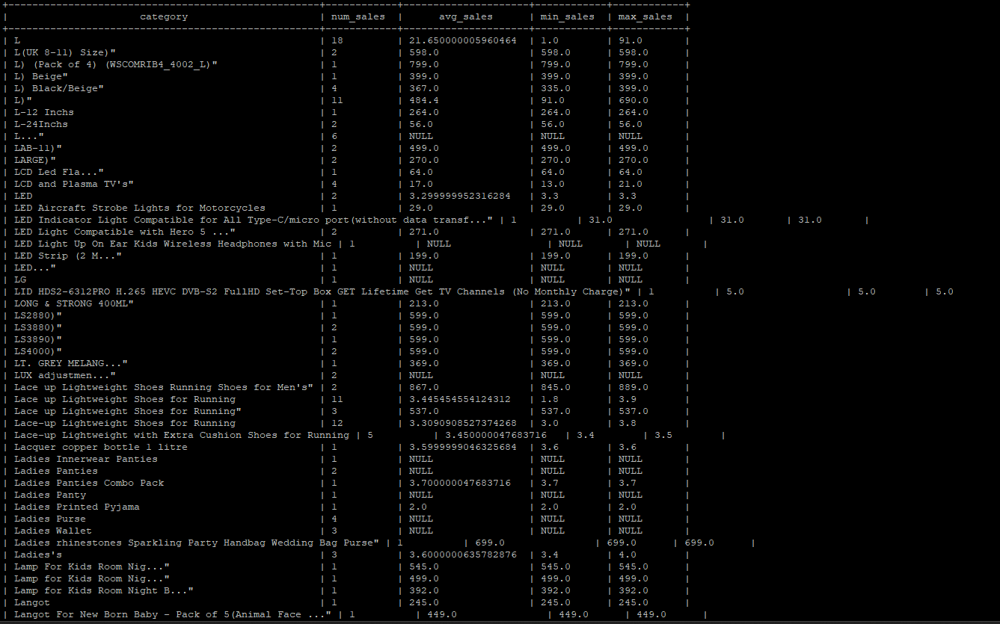 +----------------------------------------------------+-------------+---------------------+-------------+-------------+
| category | num_sales | avg_sales | min_sales | max_sales |
+----------------------------------------------------+-------------+---------------------+-------------+-------------+
| L | 18 | 21.650000005960464 | 1.0 | 91.0 |
| L(UK 8-11) Size)" | 2 | 598.0 | 598.0 | 598.0 |
| L) (Pack of 4) (WSCOMRIB4_4002_L)" | 1 | 799.0 | 799.0 | 799.0 |
| L) Beige" | 1 | 399.0 | 399.0 | 399.0 |
| L) Black/Beige" | 4 | 367.0 | 335.0 | 399.0 |
| L)" | 11 | 484.4 | 91.0 | 690.0 |
| L-12 Inchs | 1 | 264.0 | 264.0 | 264.0 |
| L-24Inchs | 2 | 56.0 | 56.0 | 56.0 |
| L..." | 6 | NULL | NULL | NULL |
| LAB-11)" | 2 | 499.0 | 499.0 | 499.0 |
| LARGE)" | 2 | 270.0 | 270.0 | 270.0 |
| LCD Led Fla..." | 1 | 64.0 | 64.0 | 64.0 |
| LCD and Plasma TV's" | 4 | 17.0 | 13.0 | 21.0 |
| LED | 2 | 3.299999952316284 | 3.3 | 3.3 |
| LED Aircraft Strobe Lights for Motorcycles | 1 | 29.0 | 29.0 | 29.0 |
| LED Indicator Light Compatible for All Type-C/micro port(without data transf..." | 1 | 31.0 | 31.0 | 31.0 |
| LED Light Compatible with Hero 5 ..." | 2 | 271.0 | 271.0 | 271.0 |
| LED Light Up On Ear Kids Wireless Headphones with Mic | 1 | NULL | NULL | NULL |
| LED Strip (2 M..." | 1 | 199.0 | 199.0 | 199.0 |
| LED..." | 1 | NULL | NULL | NULL |
| LG | 1 | NULL | NULL | NULL |
| LID HDS2-6312PRO H.265 HEVC DVB-S2 FullHD Set-Top Box GET Lifetime Get TV Channels (No Monthly Charge)" | 1 | 5.0 | 5.0 | 5.0
| LONG & STRONG 400ML" | 1 | 213.0 | 213.0 | 213.0 |
| LS2880)" | 1 | 599.0 | 599.0 | 599.0 |
| LS3880)" | 2 | 599.0 | 599.0 | 599.0 |
| LS3890)" | 1 | 599.0 | 599.0 | 599.0 |
| LS4000)" | 2 | 599.0 | 599.0 | 599.0 |
| LT. GREY MELANG..." | 1 | 369.0 | 369.0 | 369.0 |
| LUX adjustmen..." | 2 | NULL | NULL | NULL |
| Lace up Lightweight Shoes Running Shoes for Men's" | 2 | 867.0 | 845.0 | 889.0 |
| Lace up Lightweight Shoes for Running | 11 | 3.445454554124312 | 1.8 | 3.9 |
| Lace up Lightweight Shoes for Running" | 3 | 537.0 | 537.0 | 537.0 |
| Lace-up Lightweight Shoes for Running | 12 | 3.3090908527374268 | 3.0 | 3.8 |
| Lace-up Lightweight with Extra Cushion Shoes for Running | 5 | 3.450000047683716 | 3.4 | 3.5 |
| Lacquer copper bottle 1 litre | 1 | 3.5999999046325684 | 3.6 | 3.6 |
| Ladies Innerwear Panties | 1 | NULL | NULL | NULL |
| Ladies Panties | 2 | NULL | NULL | NULL |
| Ladies Panties Combo Pack | 1 | 3.700000047683716 | 3.7 | 3.7 |
| Ladies Panty | 1 | NULL | NULL | NULL |
| Ladies Printed Pyjama | 1 | 2.0 | 2.0 | 2.0 |
| Ladies Purse | 4 | NULL | NULL | NULL |
| Ladies Wallet | 3 | NULL | NULL | NULL |
| Ladies rhinestones Sparkling Party Handbag Wedding Bag Purse" | 1 | 699.0 | 699.0 | 699.0 |
| Ladies's | 3 | 3.6000000635782876 | 3.4 | 4.0 |
| Lamp For Kids Room Nig..." | 1 | 545.0 | 545.0 | 545.0 |
| Lamp for Kids Room Nig..." | 1 | 499.0 | 499.0 | 499.0 |
| Lamp for Kids Room Night B..." | 1 | 392.0 | 392.0 | 392.0 |
| Langot | 1 | 245.0 | 245.0 | 245.0 |
| Langot For New Born Baby - Pack of 5(Animal Face ..." | 1 | 449.0 | 449.0 | 449.0 |